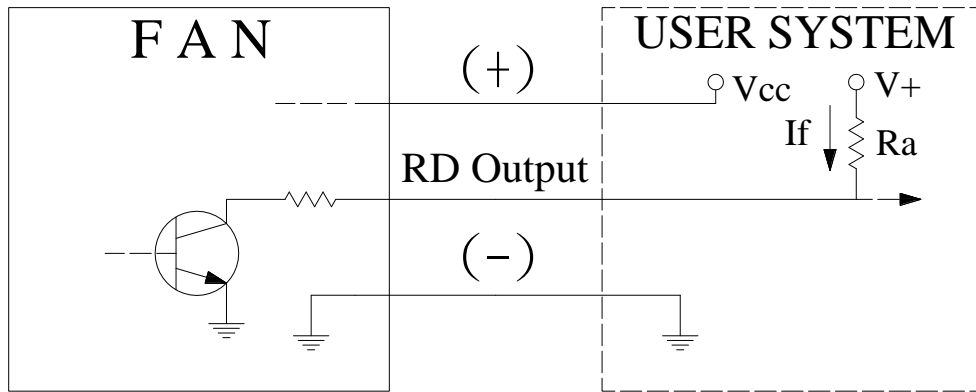 F A N
USER SYSTEM
(+)
Vcc
V+
If
Ra
RD Output
(-)